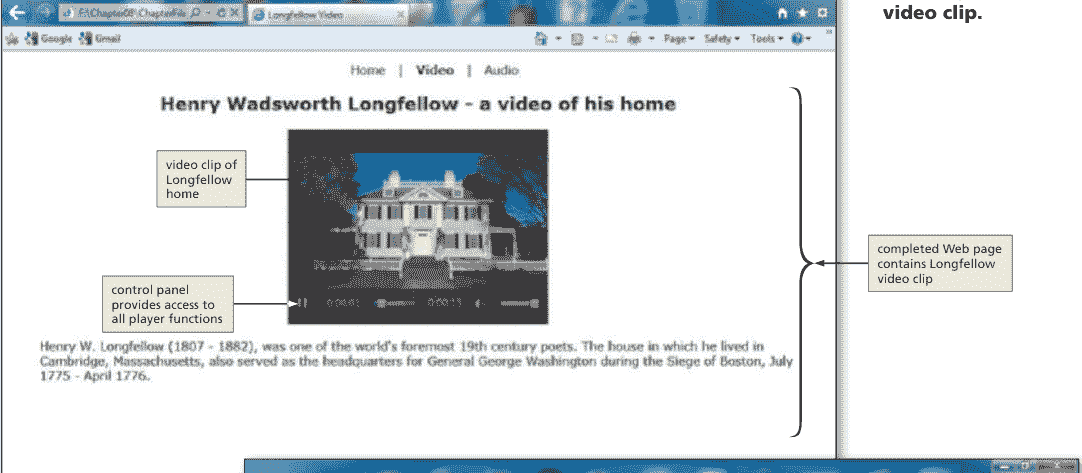 video clip.
F:\Chapter08\ChapterFile
Longfellow Video
Google Gmail
Page Safety Tools
Home | Video | Audio
Henry Wadsworth Longfellow - a video of his home
video clip of
Longfellow
home
completed Web page
contains Longfellow
video clip
control panel
provides access to
all player functions
Henry W. Longfellow (1807 - 1882), was one of the world's foremost 19th century poets. The house in which he lived in
Cambridge, Massachusetts, also served as the headquarters for General George Washington during the Siege of Boston, July
1775 - April 1776.